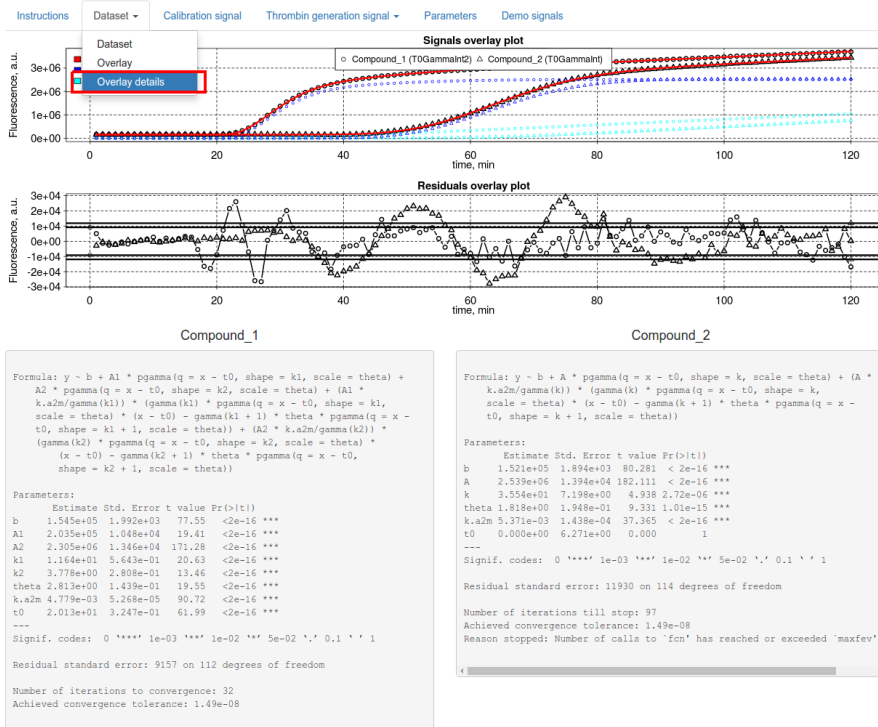 Instructions Dataset Calibration signal Thrombin generation signal Parameters Demo signals
Dataset
Overlay
Overlay details
Signals overlay plot
Compound_1 (T0GammaInt2) Compound_2 (T0GammaInt)
Fluorescence, a.u.
3e+06
2e+06
1e+06
0e+00
0 20 40 60 80 100 120
time, min
Residuals overlay plot
Fluorescence, a.u.
3e+04
2e+04
1e+04
0e+00
-1e+04
-2e+04
-3e+04
0 20 40 60 80 100 120
time, min
Compound_1
Formula: y ~ b + A1 * pgamma(q = x - t0, shape = k1, scale = theta) +
A2 * pgamma(q = x - t0, shape = k2, scale = theta) + (A1 *
k.a2m/gamma(k1)) * (gamma(k1) * pgamma(q = x - t0, shape = k1,
scale = theta) * (x - t0) - gamma(k1 + 1) * theta * pgamma(q = x -
t0, shape = k1 + 1, scale = theta)) + (A2 * k.a2m/gamma(k2)) *
(gamma(k2) * pgamma(q = x - t0, shape = k2, scale = theta) *
(x - t0) - gamma(k2 + 1) * theta * pgamma(q = x - t0,
shape = k2 + 1, scale = theta))
Parameters:
Estimate Std. Error t value Pr(>|t|)
b 1.545e+05 1.992e+03 77.55 <2e-16 ***
A1 2.035e+05 1.048e+04 19.41 <2e-16 ***
A2 2.305e+06 1.346e+04 171.28 <2e-16 ***
k1 1.164e+01 5.643e-01 20.63 <2e-16 ***
k2 3.778e+00 2.808e-01 13.46 <2e-16 ***
theta 2.813e+00 1.439e-01 19.55 <2e-16 ***
k.a2m 4.779e-03 5.268e-05 90.72 <2e-16 ***
t0 2.013e+01 3.247e-01 61.99 <2e-16 ***
---
Signif. codes: 0 ‘***’ 1e-03 ‘**’ 1e-02 ‘*’ 5e-02 ‘.’ 0.1 ‘ ’ 1
Residual standard error: 9157 on 112 degrees of freedom
Number of iterations to convergence: 32
Achieved convergence tolerance: 1.49e-08
Compound_2
Formula: y ~ b + A * pgamma(q = x - t0, shape = k, scale = theta) + (A *
k.a2m/gamma(k)) * (gamma(k) * pgamma(q = x - t0, shape = k,
scale = theta) * (x - t0) - gamma(k + 1) * theta * pgamma(q = x -
t0, shape = k + 1, scale = theta))
Parameters:
Estimate Std. Error t value Pr(>|t|)
b 1.521e+05 1.894e+03 80.281 < 2e-16 ***
A 2.539e+06 1.394e+04 182.111 < 2e-16 ***
k 3.554e+01 7.198e+00 4.938 2.72e-06 ***
theta 1.818e+00 1.948e-01 9.331 1.01e-15 ***
k.a2m 5.371e-03 1.438e-04 37.365 < 2e-16 ***
t0 0.000e+00 6.271e+00 0.000 1
---
Signif. codes: 0 ‘***’ 1e-03 ‘**’ 1e-02 ‘*’ 5e-02 ‘.’ 0.1 ‘ ’ 1
Residual standard error: 11930 on 114 degrees of freedom
Number of iterations till stop: 97
Achieved convergence tolerance: 1.49e-08
Reason stopped: Number of calls to `fcn' has reached or exceeded `maxfev'